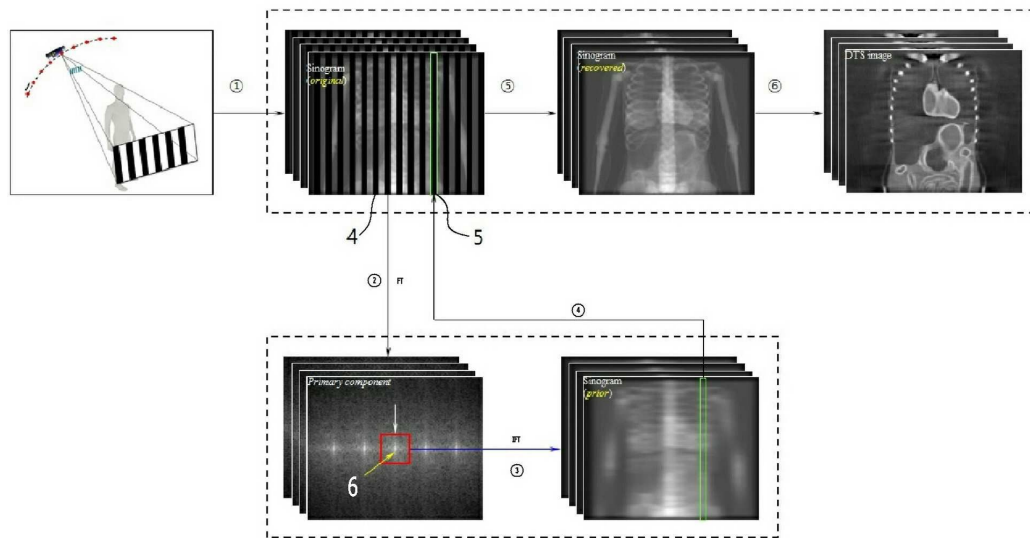 ①
Sinogram
(original)
⑤
Sinogram
(recovered)
⑥
DTS image
4
5
②
FT
④
Primary component
6
IFT
③
Sinogram
(prior)